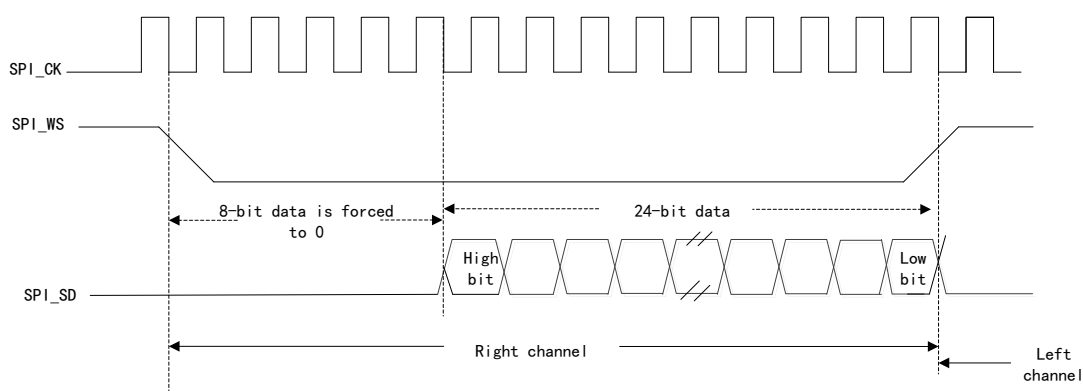 SPI_CK
SPI_WS
8-bit data is forced
to 0
24-bit data
High
bit
Low
bit
SPI_SD
Right channel
Left
channel